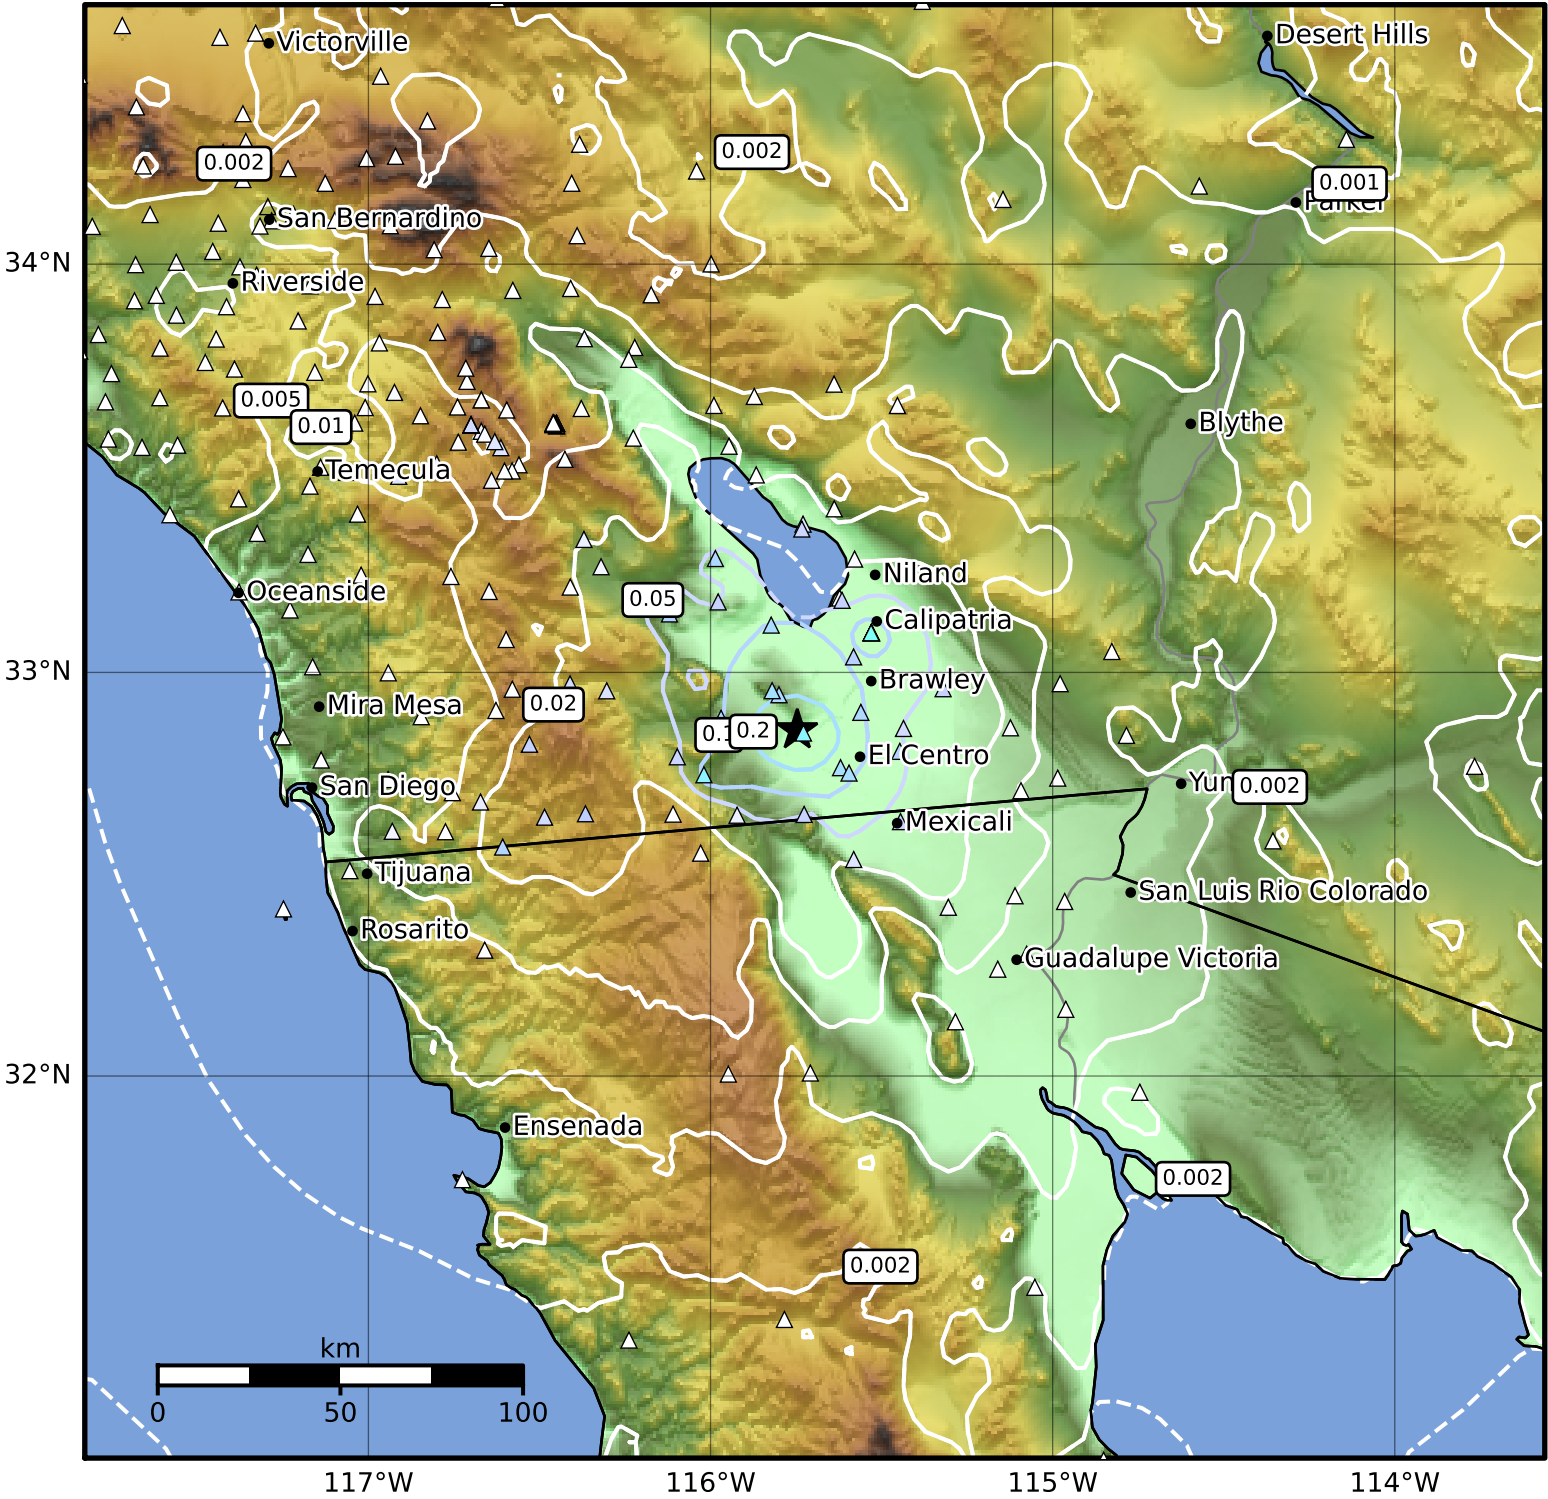 Victorville
Desert Hills
0.002
0.002
0.001
Parker
San Bernardino
34°N
Riverside
0.005
0.01
Blythe
Temecula
Niland
Oceanside
0.05
Calipatria
33°N
Brawley
Mira Mesa
0.02
0.2
El Centro
San Diego
0.002
Mexicali
Tijuana
San Luis Rio Colorado
Rosarito
Guadalupe Victoria
32°N
Ensenada
0.002
0.002
km
0 50 100
117°W 116°W 115°W 114°W